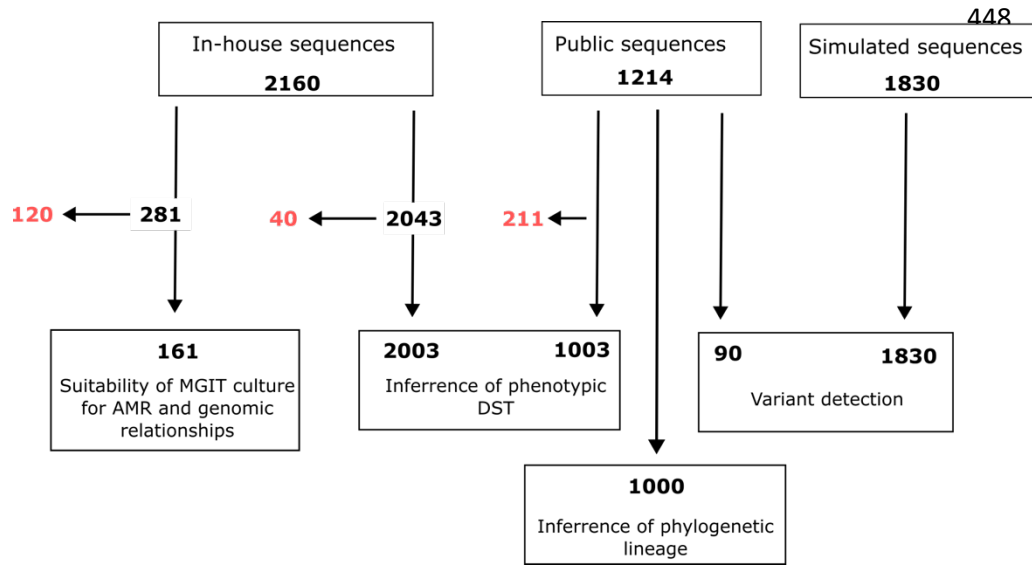 448
In-house sequences
2160
Public sequences
1214
Simulated sequences
1830
120
281
40
2043
211
161
Suitability of MGIT culture
for AMR and genomic
relationships
2003
1003
Inferrence of phenotypic
DST
90
1830
Variant detection
1000
Inferrence of phylogenetic
lineage